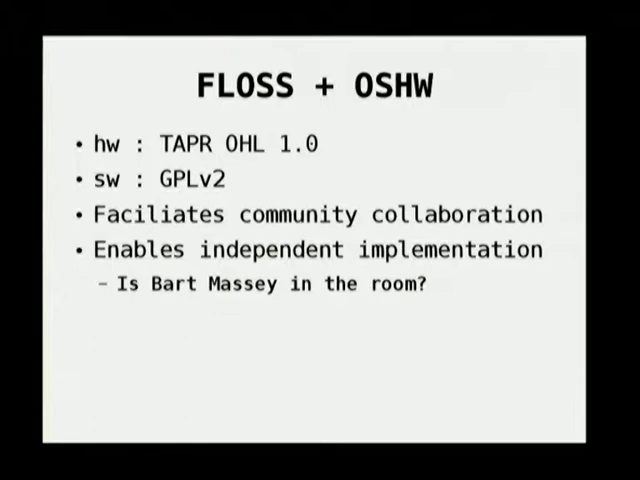 FLOSS + OSHW
• hw : TAPR OHL 1.0
• sw : GPLv2
• Faciliates community collaboration
• Enables independent implementation
– Is Bart Massey in the room?